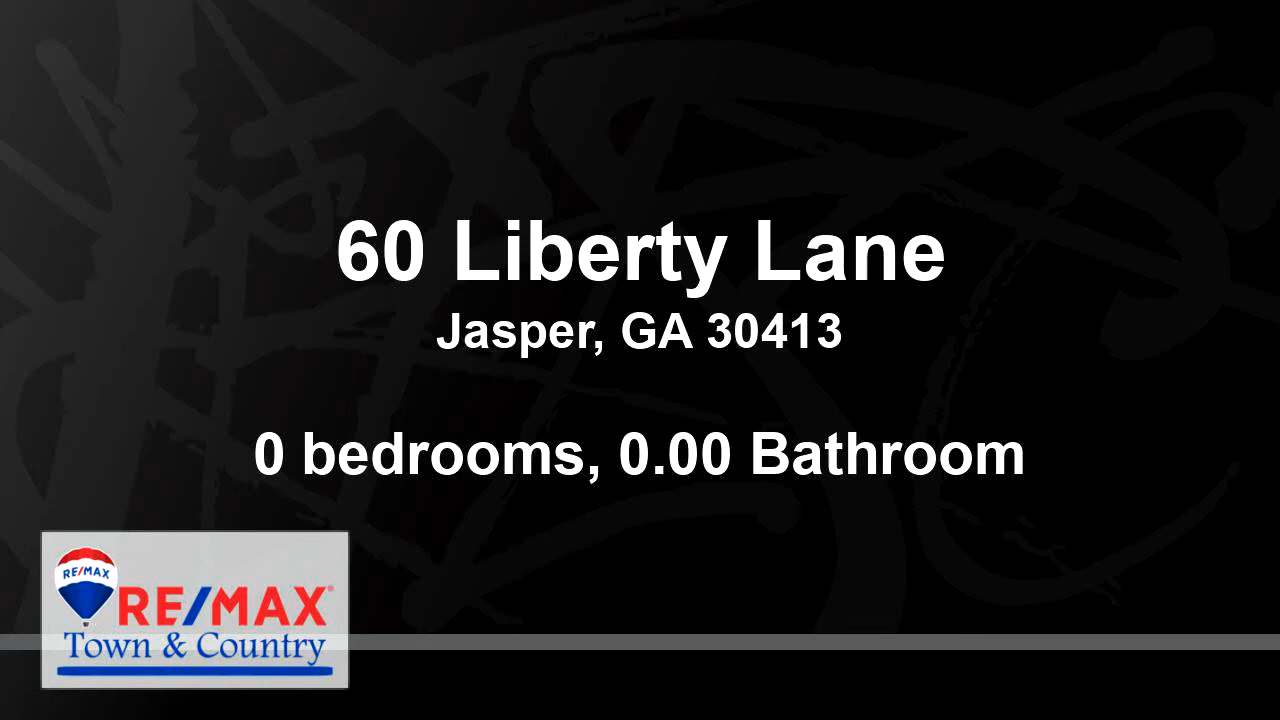 60 Liberty Lane
Jasper, GA 30413
0 bedrooms, 0.00 Bathroom
RE/MAX
RE/MAX®
Town & Country